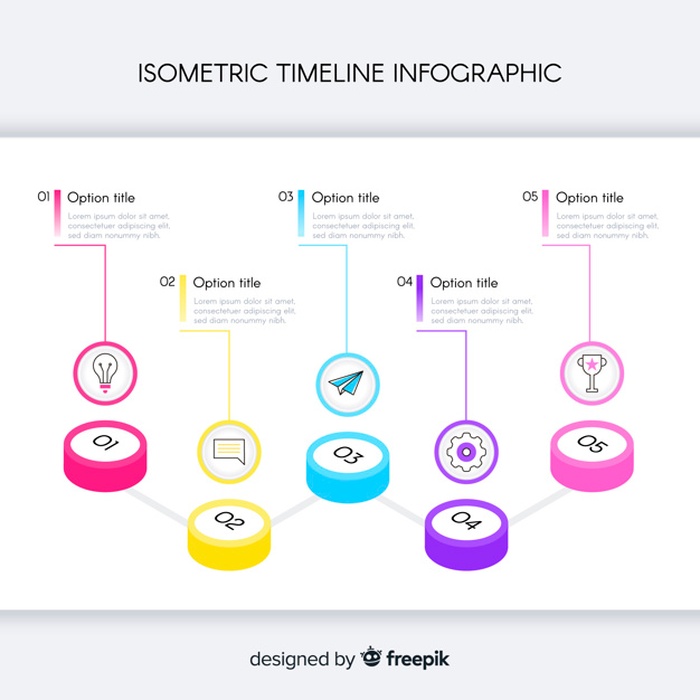 ISOMETRIC TIMELINE INFOGRAPHIC
01 Option title
Lorem ipsum dolor sit amet,
consectetuer adipiscing elit,
sed diam nonummy nibh.
02 Option title
Lorem ipsum dolor sit amet,
consectetuer adipiscing elit,
sed diam nonummy nibh.
03 Option title
Lorem ipsum dolor sit amet,
consectetuer adipiscing elit,
sed diam nonummy nibh.
04 Option title
Lorem ipsum dolor sit amet,
consectetuer adipiscing elit,
sed diam nonummy nibh.
05 Option title
Lorem ipsum dolor sit amet,
consectetuer adipiscing elit,
sed diam nonummy nibh.
01
02
03
04
05
designed by freepik